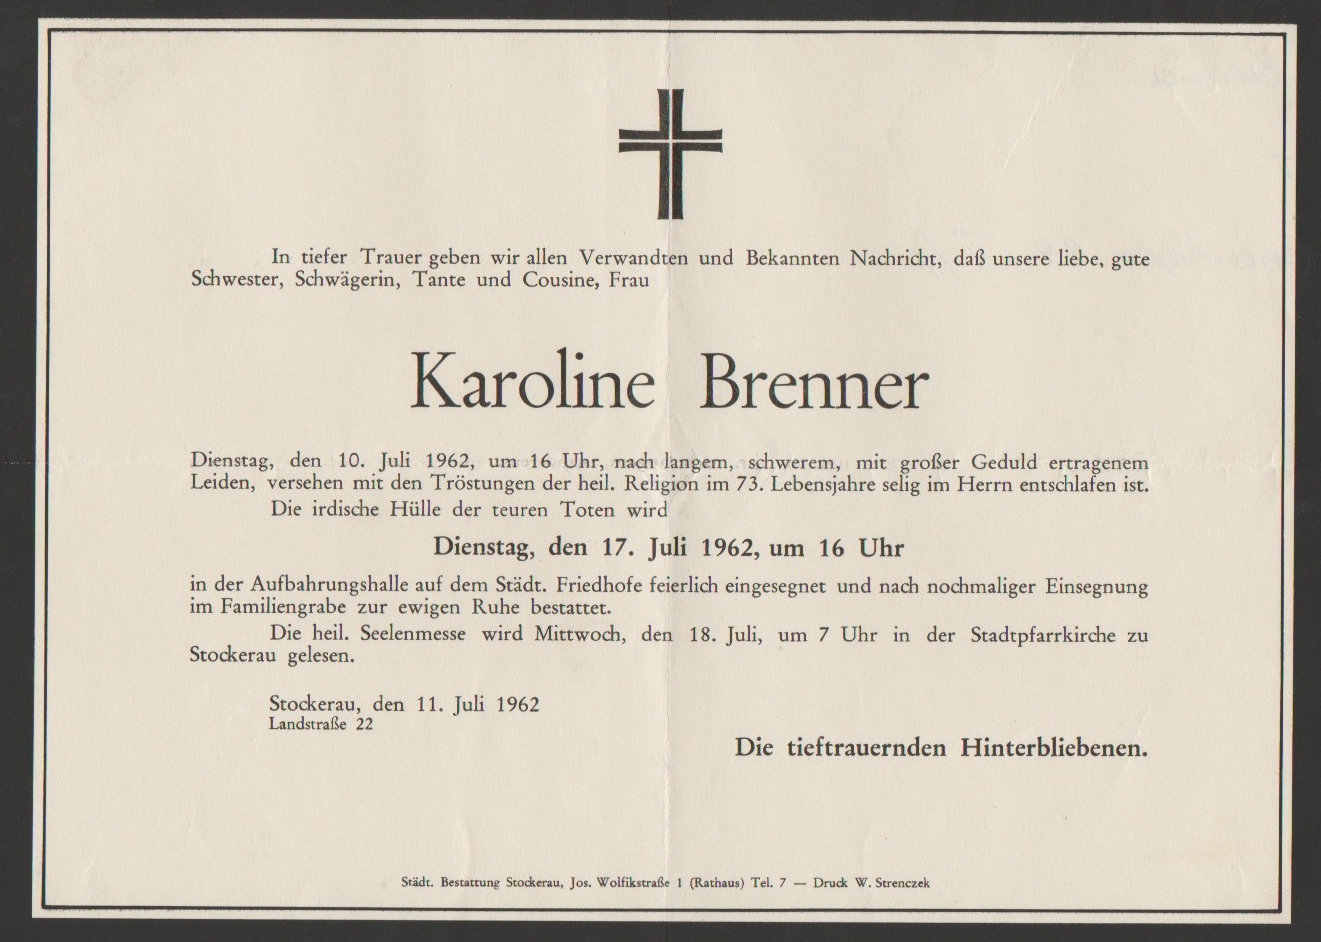 In tiefer Trauer geben wir allen Verwandten und Bekannten Nachricht, daß unsere liebe, gute
Schwester, Schwägerin, Tante und Cousine, Frau
Karoline Brenner
Dienstag, den 10. Juli 1962, um 16 Uhr, nach langem, schwerem, mit großer Geduld ertragenem
Leiden, versehen mit den Tröstungen der heil. Religion im 73. Lebensjahre selig im Herrn entschlafen ist.
Die irdische Hülle der teuren Toten wird
Dienstag, den 17. Juli 1962, um 16 Uhr
in der Aufbahrungshalle auf dem Städt. Friedhofe feierlich eingesegnet und nach nochmaliger Einsegnung
im Familiengrabe zur ewigen Ruhe bestattet.
Die heil. Seelenmesse wird Mittwoch, den 18. Juli, um 7 Uhr in der Stadtpfarrkirche zu
Stockerau gelesen.
Stockerau, den 11. Juli 1962
Landstraße 22
Die tieftrauernden Hinterbliebenen.
Städt. Bestattung Stockerau, Jos. Wolfikstraße 1 (Rathaus) Tel. 7 — Druck W. Strenczek